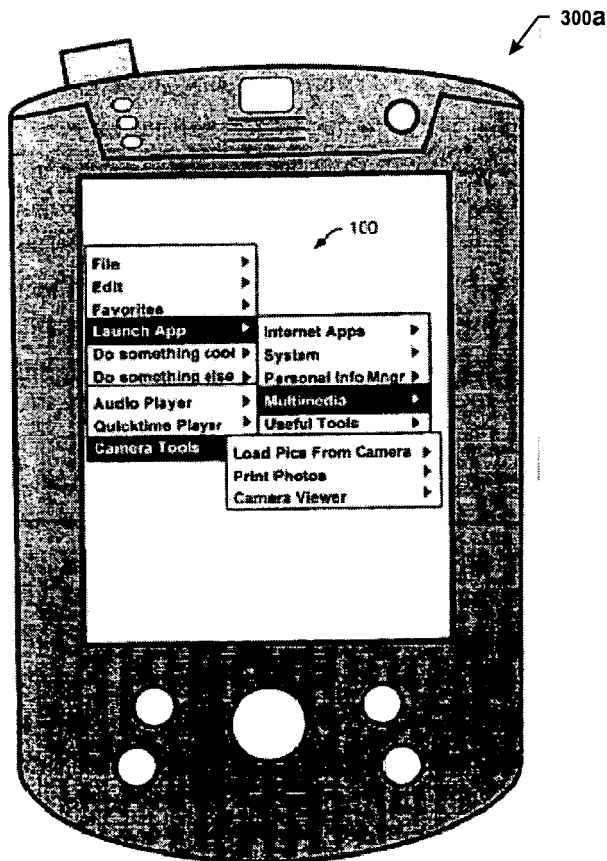 300a
100
File
Edit
Favorites
Launch App
Do something cool
Do something else
Internet Apps
System
Personal Info Mngr
Multimedia
Useful Tools
Audio Player
Quicktime Player
Camera Tools
Load Pics From Camera
Print Photos
Camera Viewer